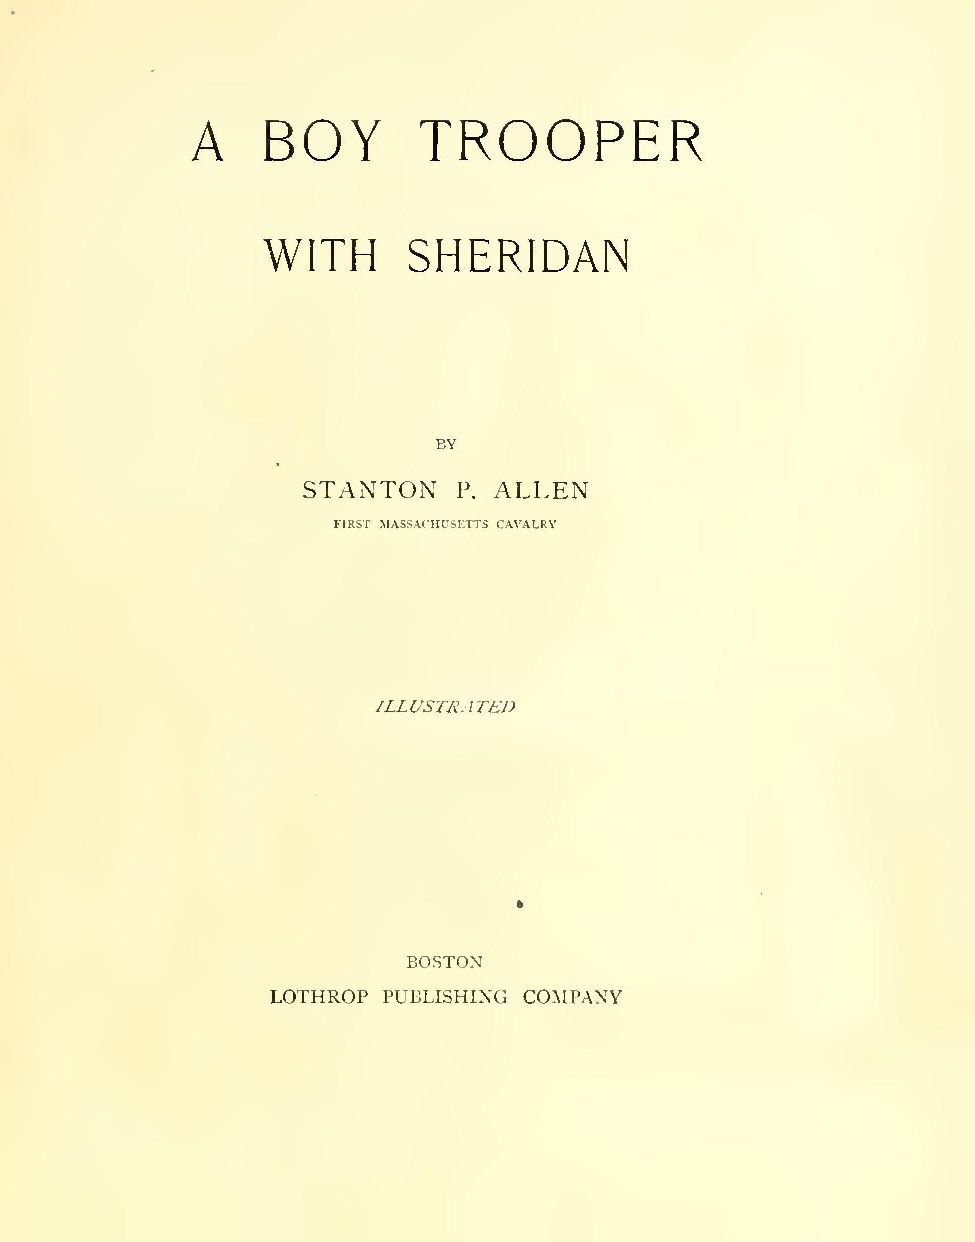 A BOY TROOPER
WITH SHERIDAN
BY
STANTON P. ALLEN
FIRST MASSACHUSETTS CAVALRY
ILLUSTRATED
BOSTON
LOTHROP PUBLISHING COMPANY